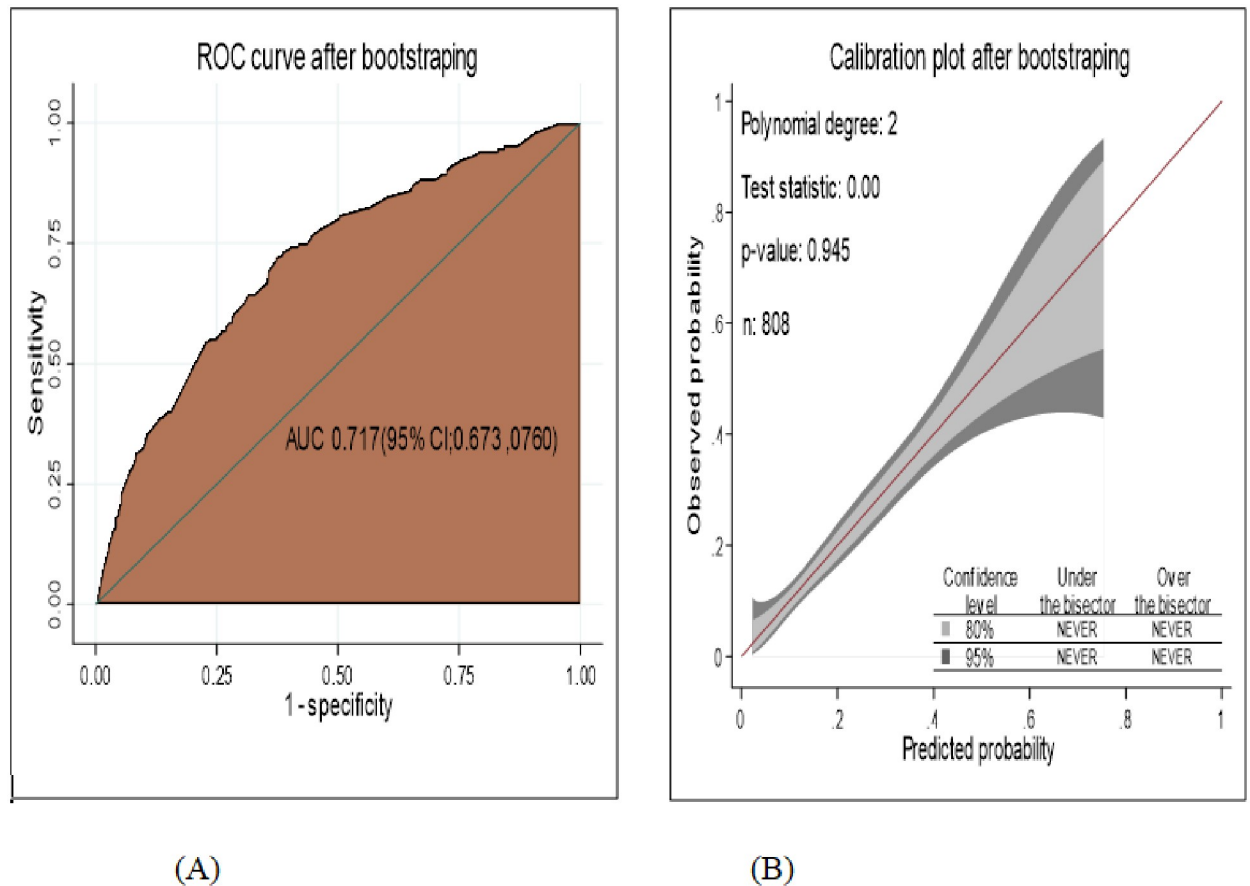 ROC curve after bootstraping
1.00
0.75
0.50
0.25
0.00
Sensitivity
AUC 0.717(95% CI;0.673 ,0760)
0.00 0.25 0.50 0.75 1.00
1 - specificity
(A)
Calibration plot after bootstraping
1
.8
.6
.4
.2
0
Observed probability
Polynomial degree: 2
Test statistic: 0.00
p-value: 0.945
n: 808
Confidence Under Over
level the bisector the bisector
80% NEVER NEVER
95% NEVER NEVER
0 .2 .4 .6 .8 1
Predicted probability
(B)